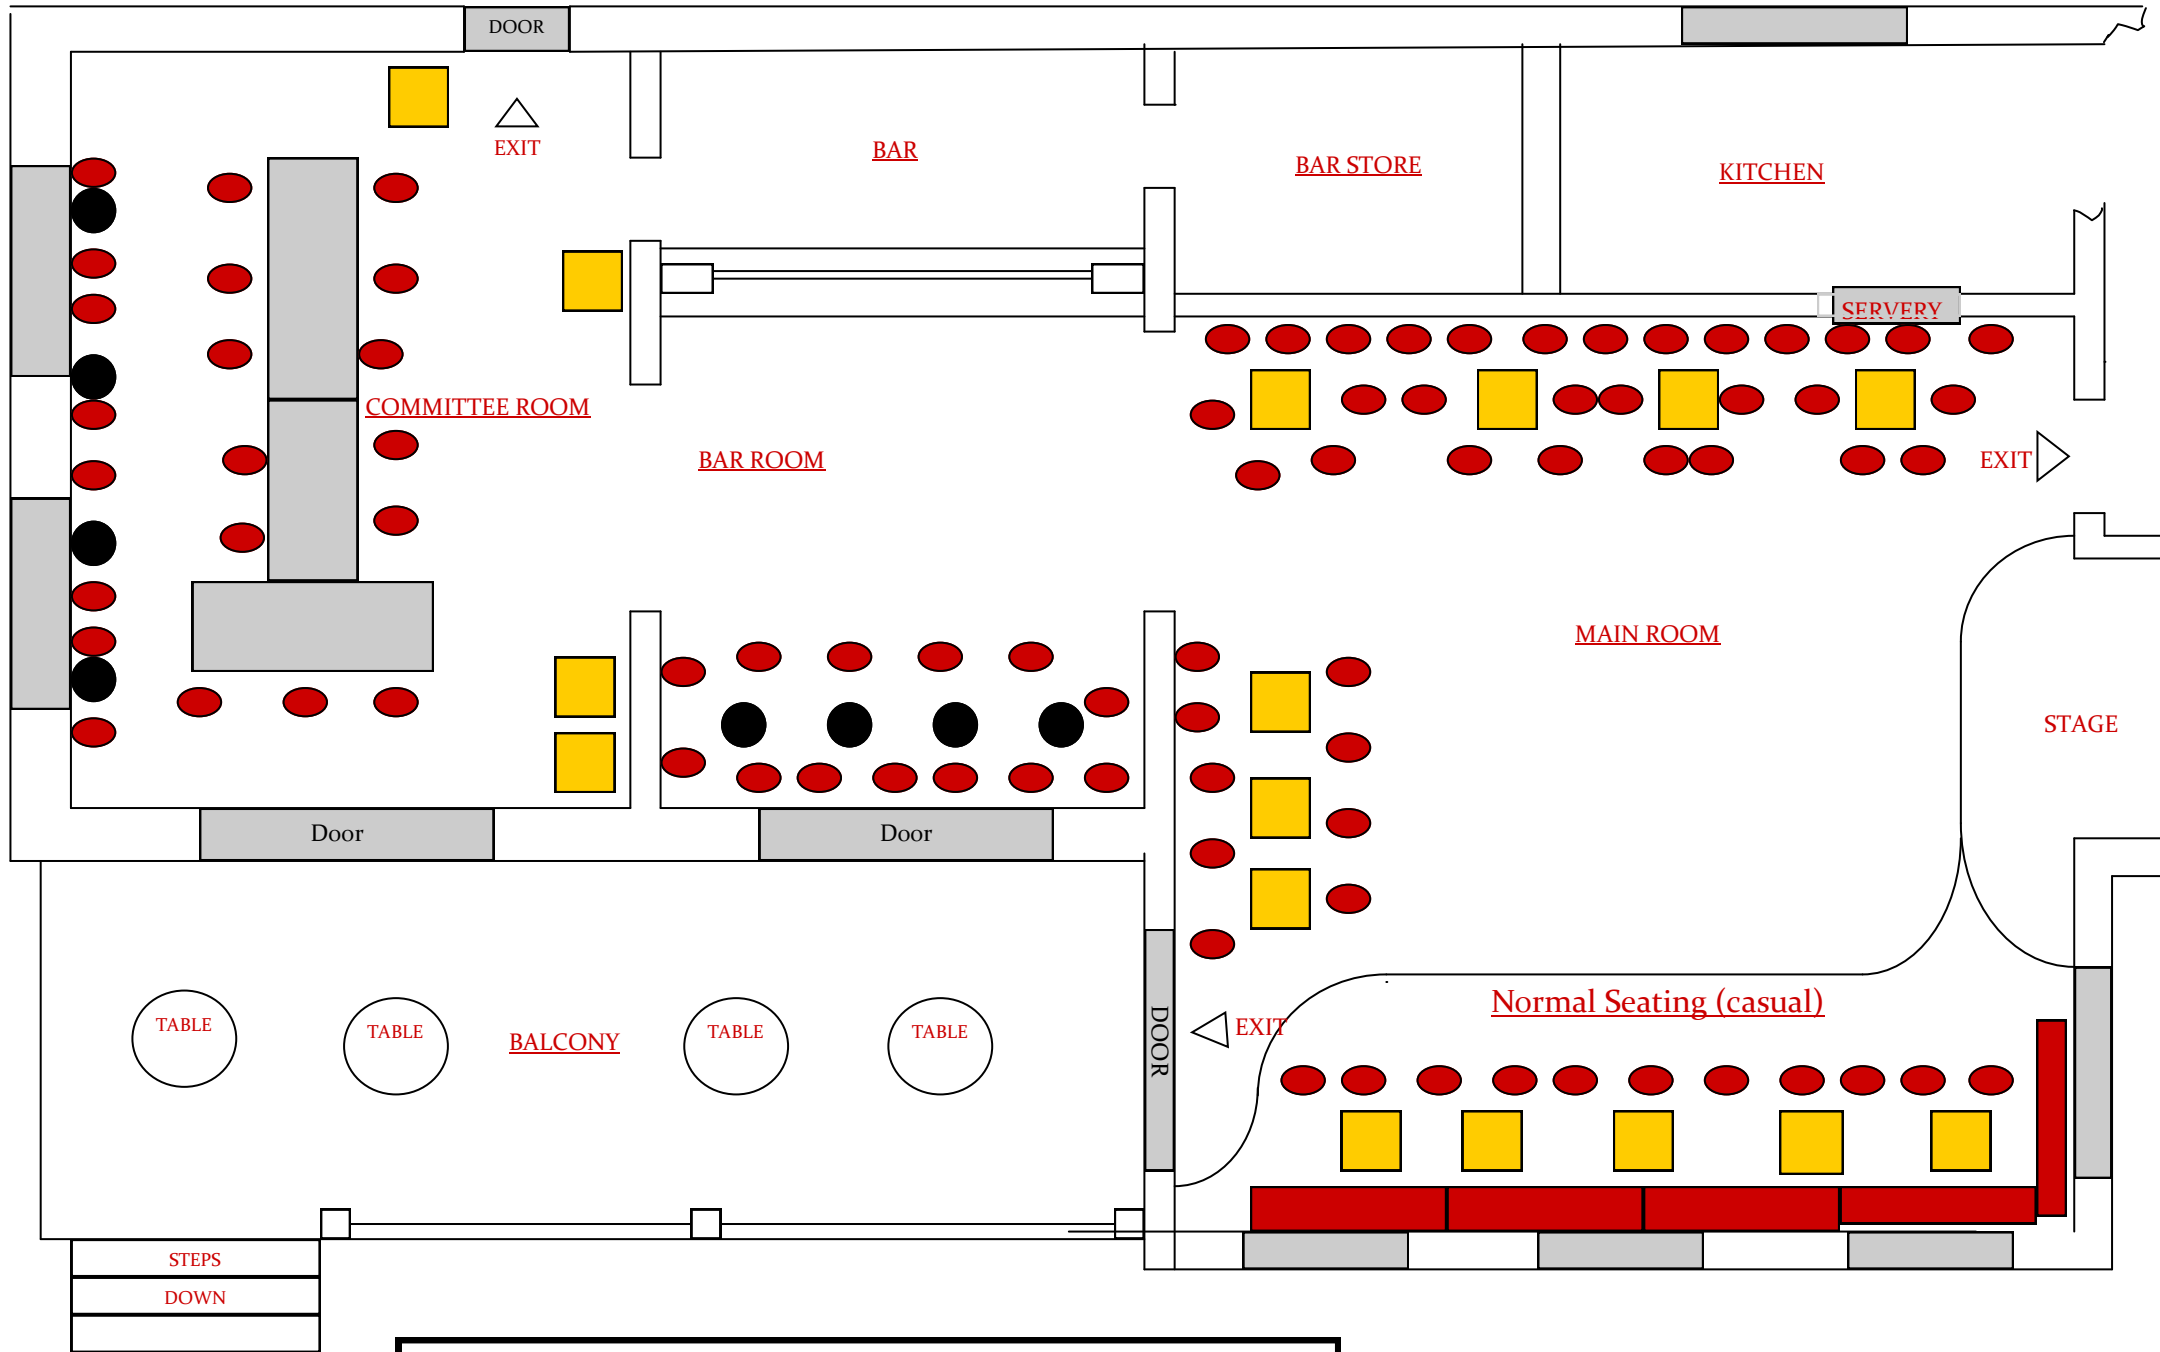 DOOR
EXIT
BAR
BAR STORE
KITCHEN
SERVERY
COMMITTEE ROOM
BAR ROOM
EXIT
MAIN ROOM
STAGE
Door
Door
Normal Seating (casual)
TABLE
TABLE
BALCONY
TABLE
TABLE
DOOR
EXIT
STEPS
DOWN